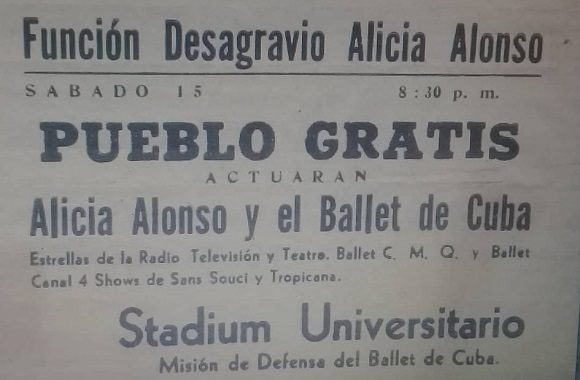 Función Desagravio Alicia Alonso
SABADO 15 8:30 p. m.
PUEBLO GRATIS
ACTUARAN
Alicia Alonso y el Ballet de Cuba
Estrellas de la Radio Televisión y Teatro. Ballet C. M. Q. y Ballet
Canal 4 Shows de Sans Souci y Tropicana.
Stadium Universitario
Misión de Defensa del Ballet de Cuba.